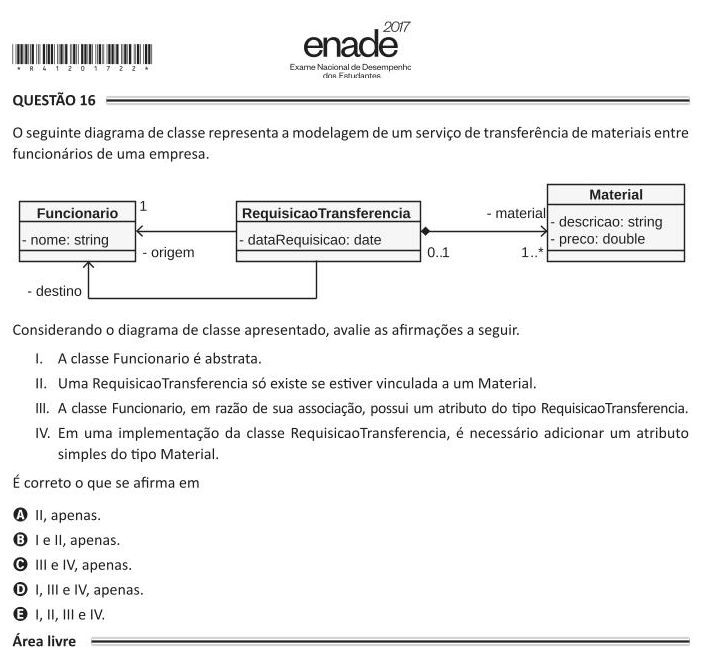 2017
enade
Exame Nacional de Desempenho
dos Estudantes
* R 4 1 2 0 1 7 2 2 *
QUESTÃO 16
O seguinte diagrama de classe representa a modelagem de um serviço de transferência de materiais entre
funcionários de uma empresa.
Funcionario
- nome: string
1
- origem
- destino
RequisicaoTransferencia
- dataRequisicao: date
0..1
- material
1..*
Material
- descricao: string
- preco: double
Considerando o diagrama de classe apresentado, avalie as afirmações a seguir.
I. A classe Funcionario é abstrata.
II. Uma RequisicaoTransferencia só existe se estiver vinculada a um Material.
III. A classe Funcionario, em razão de sua associação, possui um atributo do tipo RequisicaoTransferencia.
IV. Em uma implementação da classe RequisicaoTransferencia, é necessário adicionar um atributo
simples do tipo Material.
É correto o que se afirma em
A II, apenas.
B I e II, apenas.
C III e IV, apenas.
D I, III e IV, apenas.
E I, II, III e IV.
Área livre